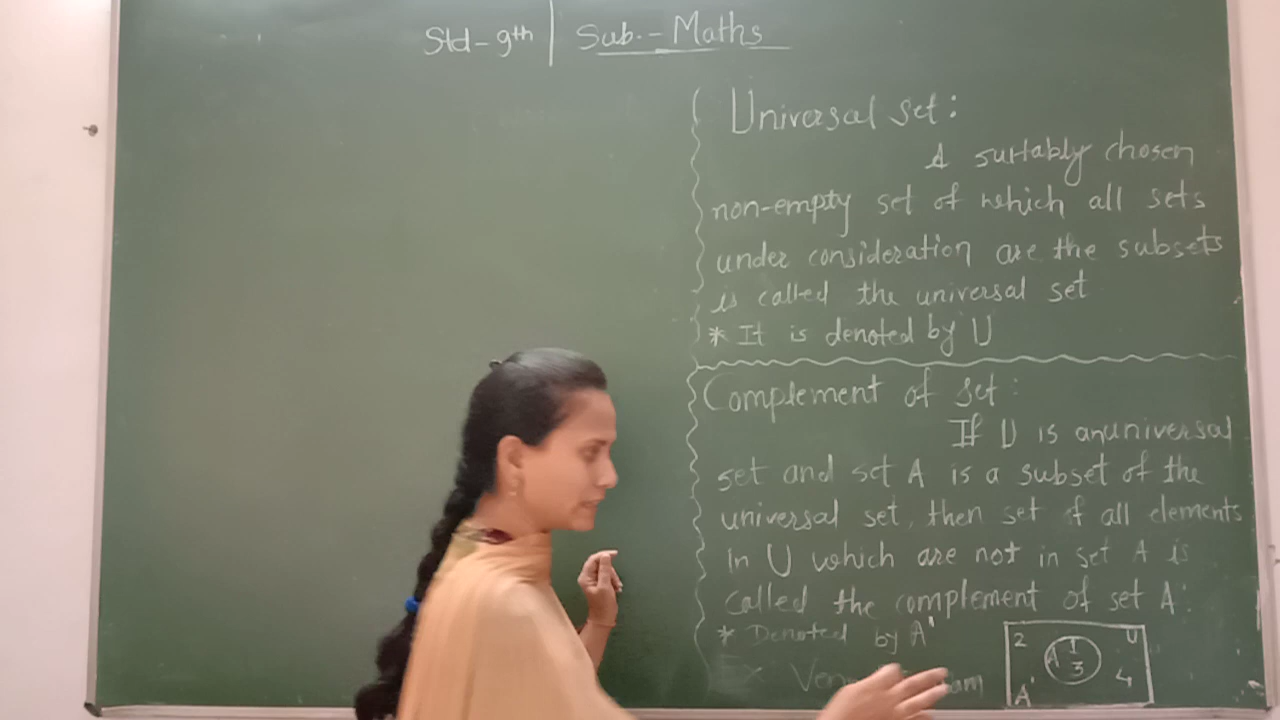 Std - 9th | Sub. - Maths
Universal set :
A suitably chosen
non-empty set of which all sets
under consideration are the subsets
is called the universal set
* It is denoted by U
Complement of set :
If U is an universal
set and set A is a subset of the
universal set, then set of all elements
in U which are not in set A is
called the complement of set A.
* Denoted by A'
Ex
2 U
A 1
3
4
A'